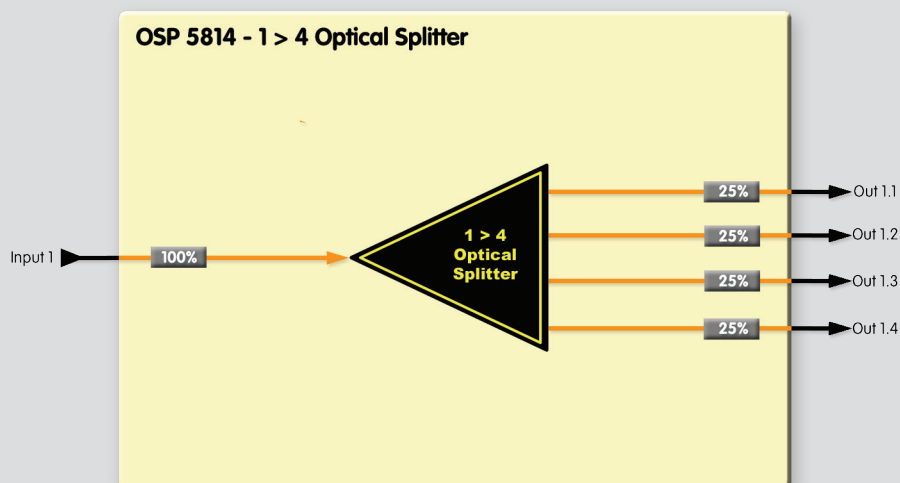 OSP 5814 - 1 > 4 Optical Splitter
25%
Out 1.1
1 > 4
Optical
Splitter
25%
Out 1.2
Input 1
100%
25%
Out 1.3
25%
Out 1.4